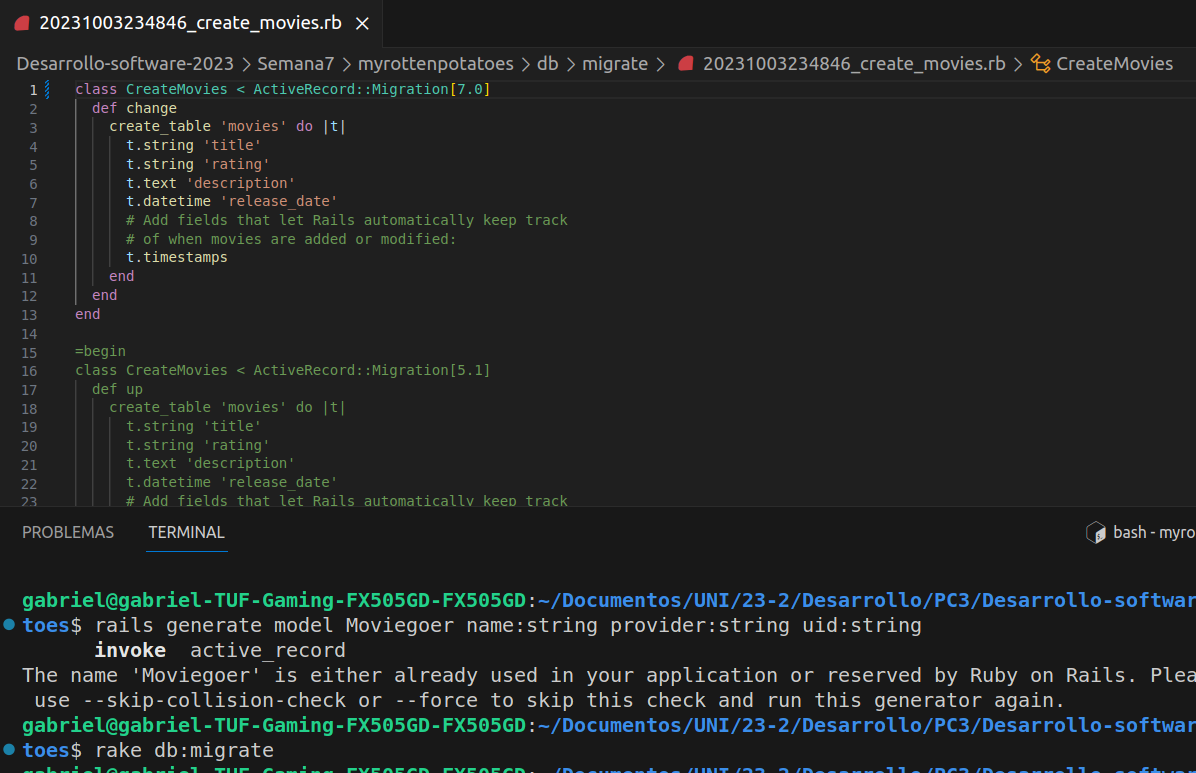 20231003234846_create_movies.rb
Desarrollo-software-2023 > Semana7 > myrottenpotatoes > db > migrate > 20231003234846_create_movies.rb > CreateMovies
1 class CreateMovies < ActiveRecord::Migration[7.0]
2 def change
3 create_table 'movies' do |t|
4 t.string 'title'
5 t.string 'rating'
6 t.text 'description'
7 t.datetime 'release_date'
8 # Add fields that let Rails automatically keep track
9 # of when movies are added or modified:
10 t.timestamps
11 end
12 end
13 end
14
15 =begin
16 class CreateMovies < ActiveRecord::Migration[5.1]
17 def up
18 create_table 'movies' do |t|
19 t.string 'title'
20 t.string 'rating'
21 t.text 'description'
22 t.datetime 'release_date'
23 # Add fields that let Rails automatically keep track
PROBLEMAS TERMINAL bash - myro
gabriel@gabriel-TUF-Gaming-FX505GD-FX505GD:~/Documentos/UNI/23-2/Desarrollo/PC3/Desarrollo-softwar
toes$ rails generate model Moviegoer name:string provider:string uid:string
invoke active_record
The name 'Moviegoer' is either already used in your application or reserved by Ruby on Rails. Plea
use --skip-collision-check or --force to skip this check and run this generator again.
gabriel@gabriel-TUF-Gaming-FX505GD-FX505GD:~/Documentos/UNI/23-2/Desarrollo/PC3/Desarrollo-softwar
toes$ rake db:migrate